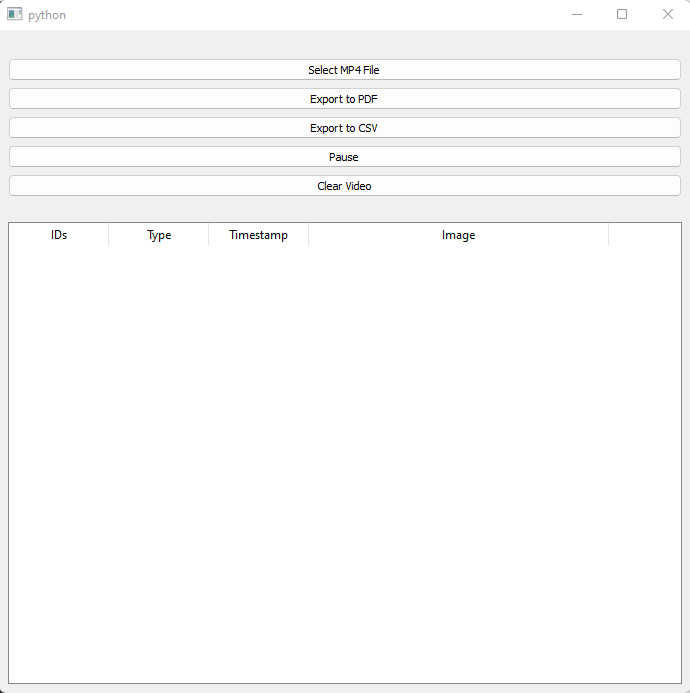 python
Select MP4 File
Export to PDF
Export to CSV
Pause
Clear Video
IDs Type Timestamp Image